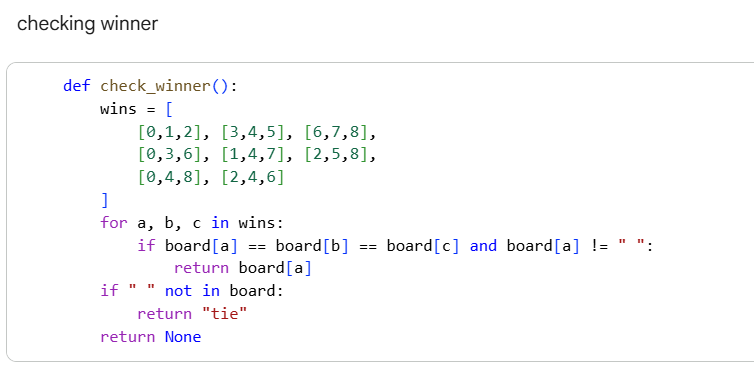 checking winner
def check_winner():
    wins = [
        [0,1,2], [3,4,5], [6,7,8],
        [0,3,6], [1,4,7], [2,5,8],
        [0,4,8], [2,4,6]
    ]
    for a, b, c in wins:
        if board[a] == board[b] == board[c] and board[a] != " ":
            return board[a]
    if " " not in board:
        return "tie"
    return None